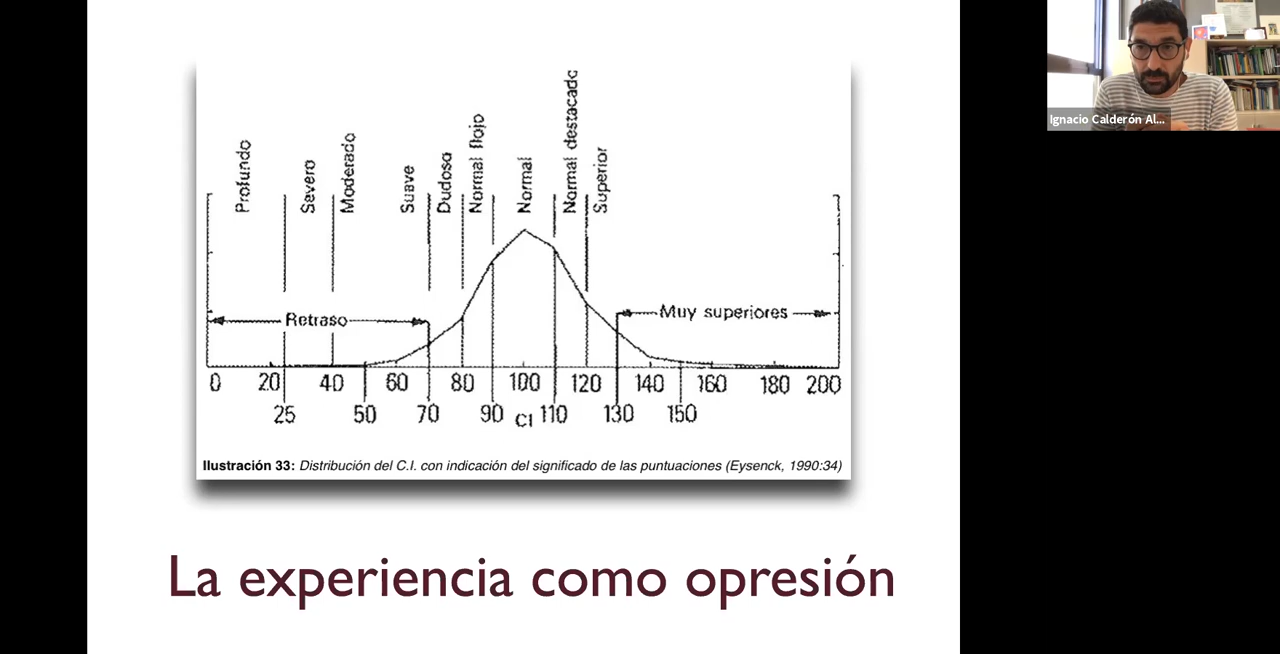 Profundo
Severo
Moderado
Suave
Dudosa
Normal flojo
Normal
Normal destacado
Superior
Retraso
Muy superiores
0 20 40 60 80 100 120 140 160 180 200
25 50 70 90 CI 110 130 150
Ilustración 33: Distribución del C.I. con indicación del significado de las puntuaciones (Eysenck, 1990:34)
La experiencia como opresión
Ignacio Calderón Al...